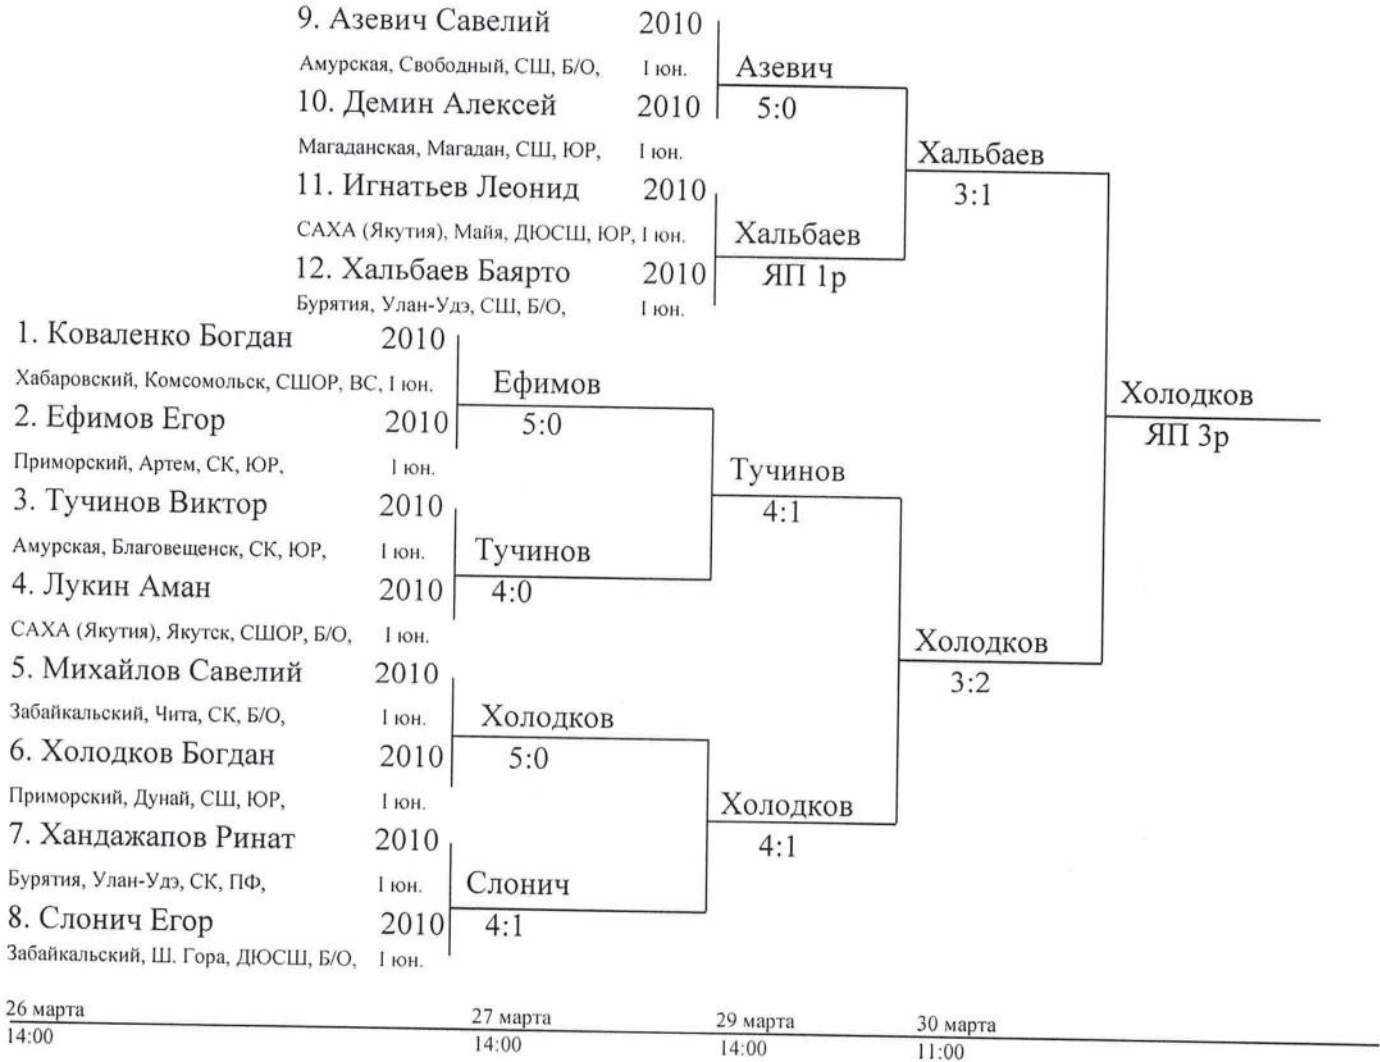 9. Азевич Савелий 2010
Амурская, Свободный, СШ, Б/О, I юн.
Азевич
10. Демин Алексей 2010
5:0
Магаданская, Магадан, СШ, ЮР, I юн.
Хальбаев
3:1
11. Игнатьев Леонид 2010
САХА (Якутия), Майя, ДЮСШ, ЮР, I юн.
Хальбаев
12. Хальбаев Баярто 2010
ЯП 1р
Бурятия, Улан-Удэ, СШ, Б/О, I юн.
1. Коваленко Богдан 2010
Хабаровский, Комсомольск, СШОР, ВС, I юн.
Ефимов
2. Ефимов Егор 2010
5:0
Холодков
ЯП 3р
Приморский, Артем, СК, ЮР, I юн.
Тучинов
4:1
3. Тучинов Виктор 2010
Амурская, Благовещенск, СК, ЮР, I юн.
Тучинов
4. Лукин Аман 2010
4:0
САХА (Якутия), Якутск, СШОР, Б/О, I юн.
Холодков
3:2
5. Михайлов Савелий 2010
Забайкальский, Чита, СК, Б/О, I юн.
Холодков
6. Холодков Богдан 2010
5:0
Приморский, Дунай, СШ, ЮР, I юн.
Холодков
4:1
7. Хандажапов Ринат 2010
Бурятия, Улан-Удэ, СК, ПФ, I юн.
Слонич
8. Слонич Егор 2010
4:1
Забайкальский, Ш. Гора, ДЮСШ, Б/О, I юн.
26 марта 27 марта 29 марта 30 марта
14:00 14:00 14:00 11:00